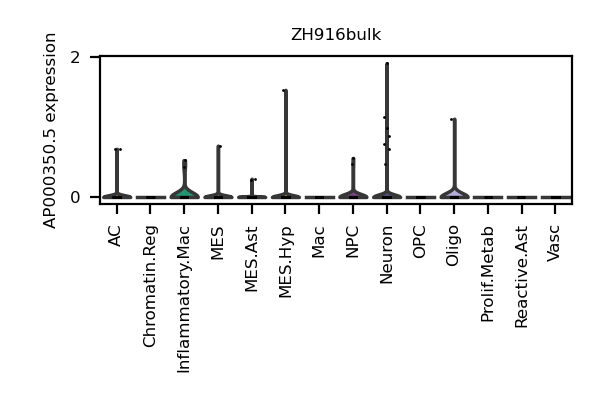 ZH916bulk
AP000350.5 expression
2
0
AC
Chromatin.Reg
Inflammatory.Mac
MES
MES.Ast
MES.Hyp
Mac
NPC
Neuron
OPC
Oligo
Prolif.Metab
Reactive.Ast
Vasc